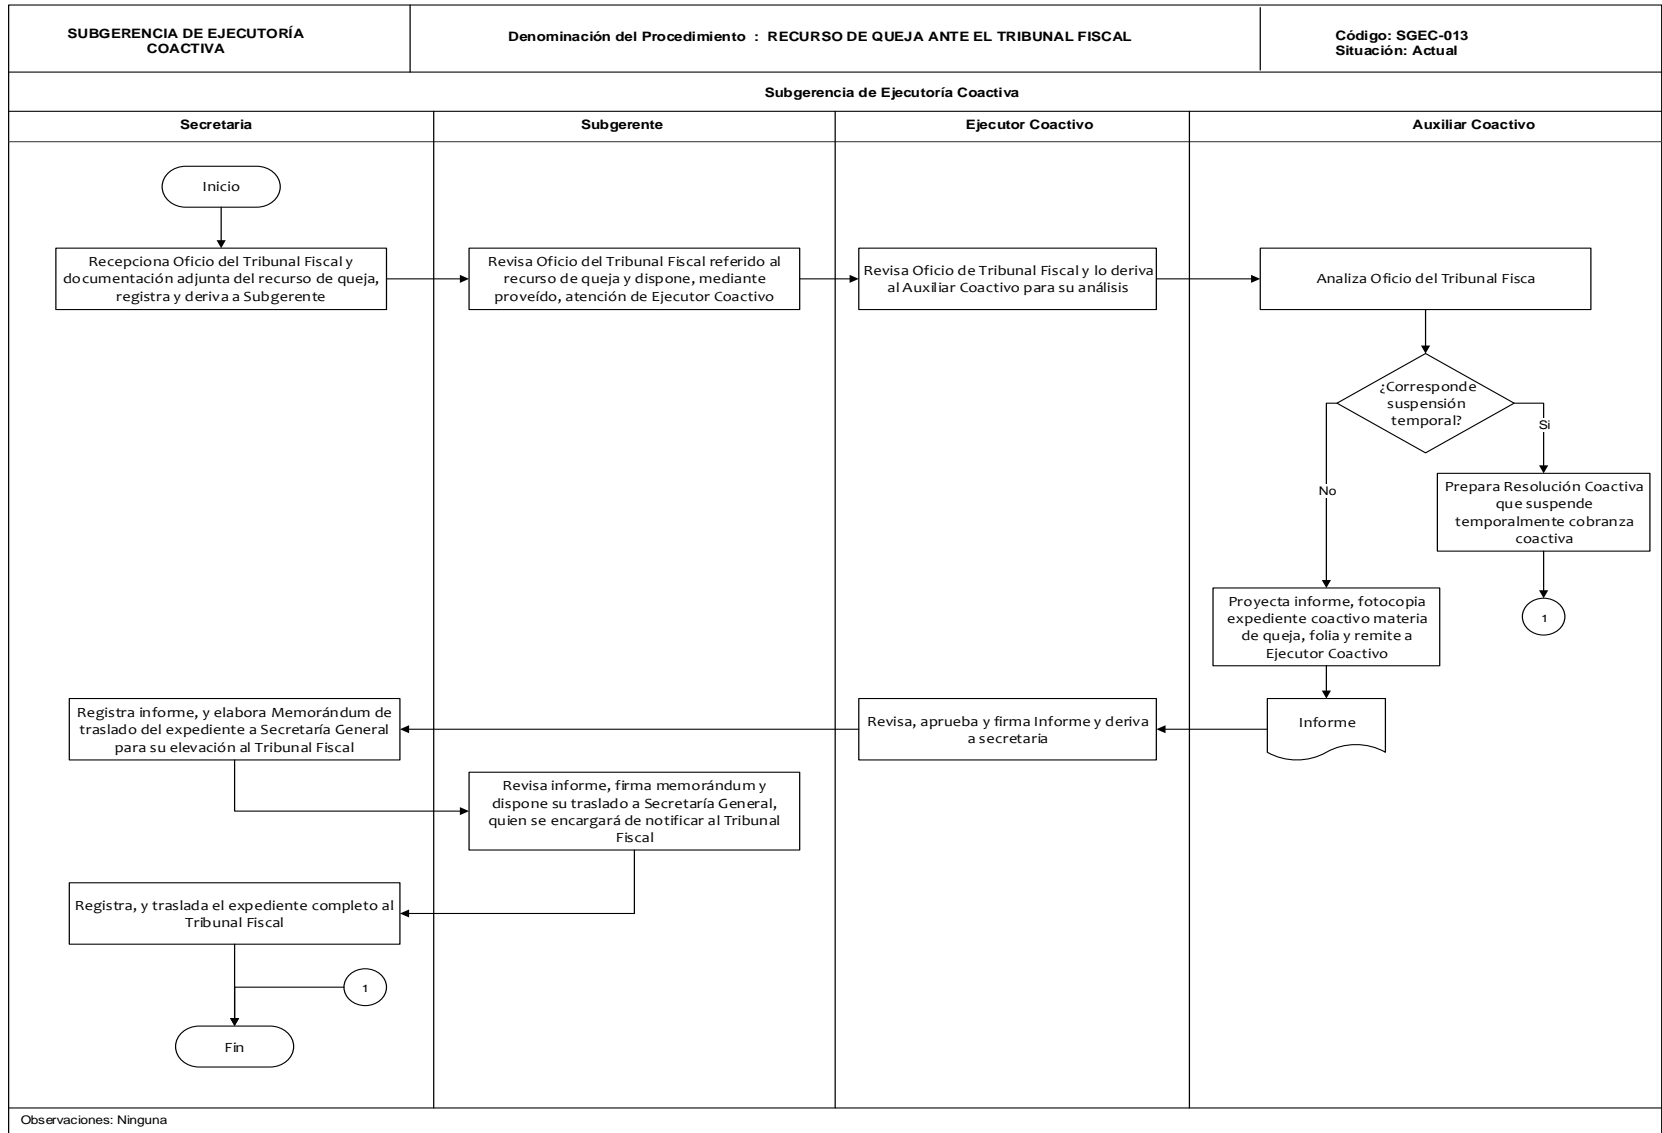 SUBGERENCIA DE EJECUTORÍA
COACTIVA
Denominación del Procedimiento : RECURSO DE QUEJA ANTE EL TRIBUNAL FISCAL
Código: SGEC-013
Situación: Actual
Subgerencia de Ejecutoría Coactiva
Secretaria
Subgerente
Ejecutor Coactivo
Auxiliar Coactivo
Inicio
Recepciona Oficio del Tribunal Fiscal y
documentación adjunta del recurso de queja,
registra y deriva a Subgerente
Revisa Oficio del Tribunal Fiscal referido al
recurso de queja y dispone, mediante
proveído, atención de Ejecutor Coactivo
Revisa Oficio de Tribunal Fiscal y lo deriva
al Auxiliar Coactivo para su análisis
Analiza Oficio del Tribunal Fisca
¿Corresponde
suspensión
temporal?
Si
No
Prepara Resolución Coactiva
que suspende
temporalmente cobranza
coactiva
1
Proyecta informe, fotocopia
expediente coactivo materia
de queja, folia y remite a
Ejecutor Coactivo
Informe
Revisa, aprueba y firma Informe y deriva
a secretaria
Registra informe, y elabora Memorándum de
traslado del expediente a Secretaría General
para su elevación al Tribunal Fiscal
Revisa informe, firma memorándum y
dispone su traslado a Secretaría General,
quien se encargará de notificar al Tribunal
Fiscal
Registra, y traslada el expediente completo al
Tribunal Fiscal
1
Fin
Observaciones: Ninguna